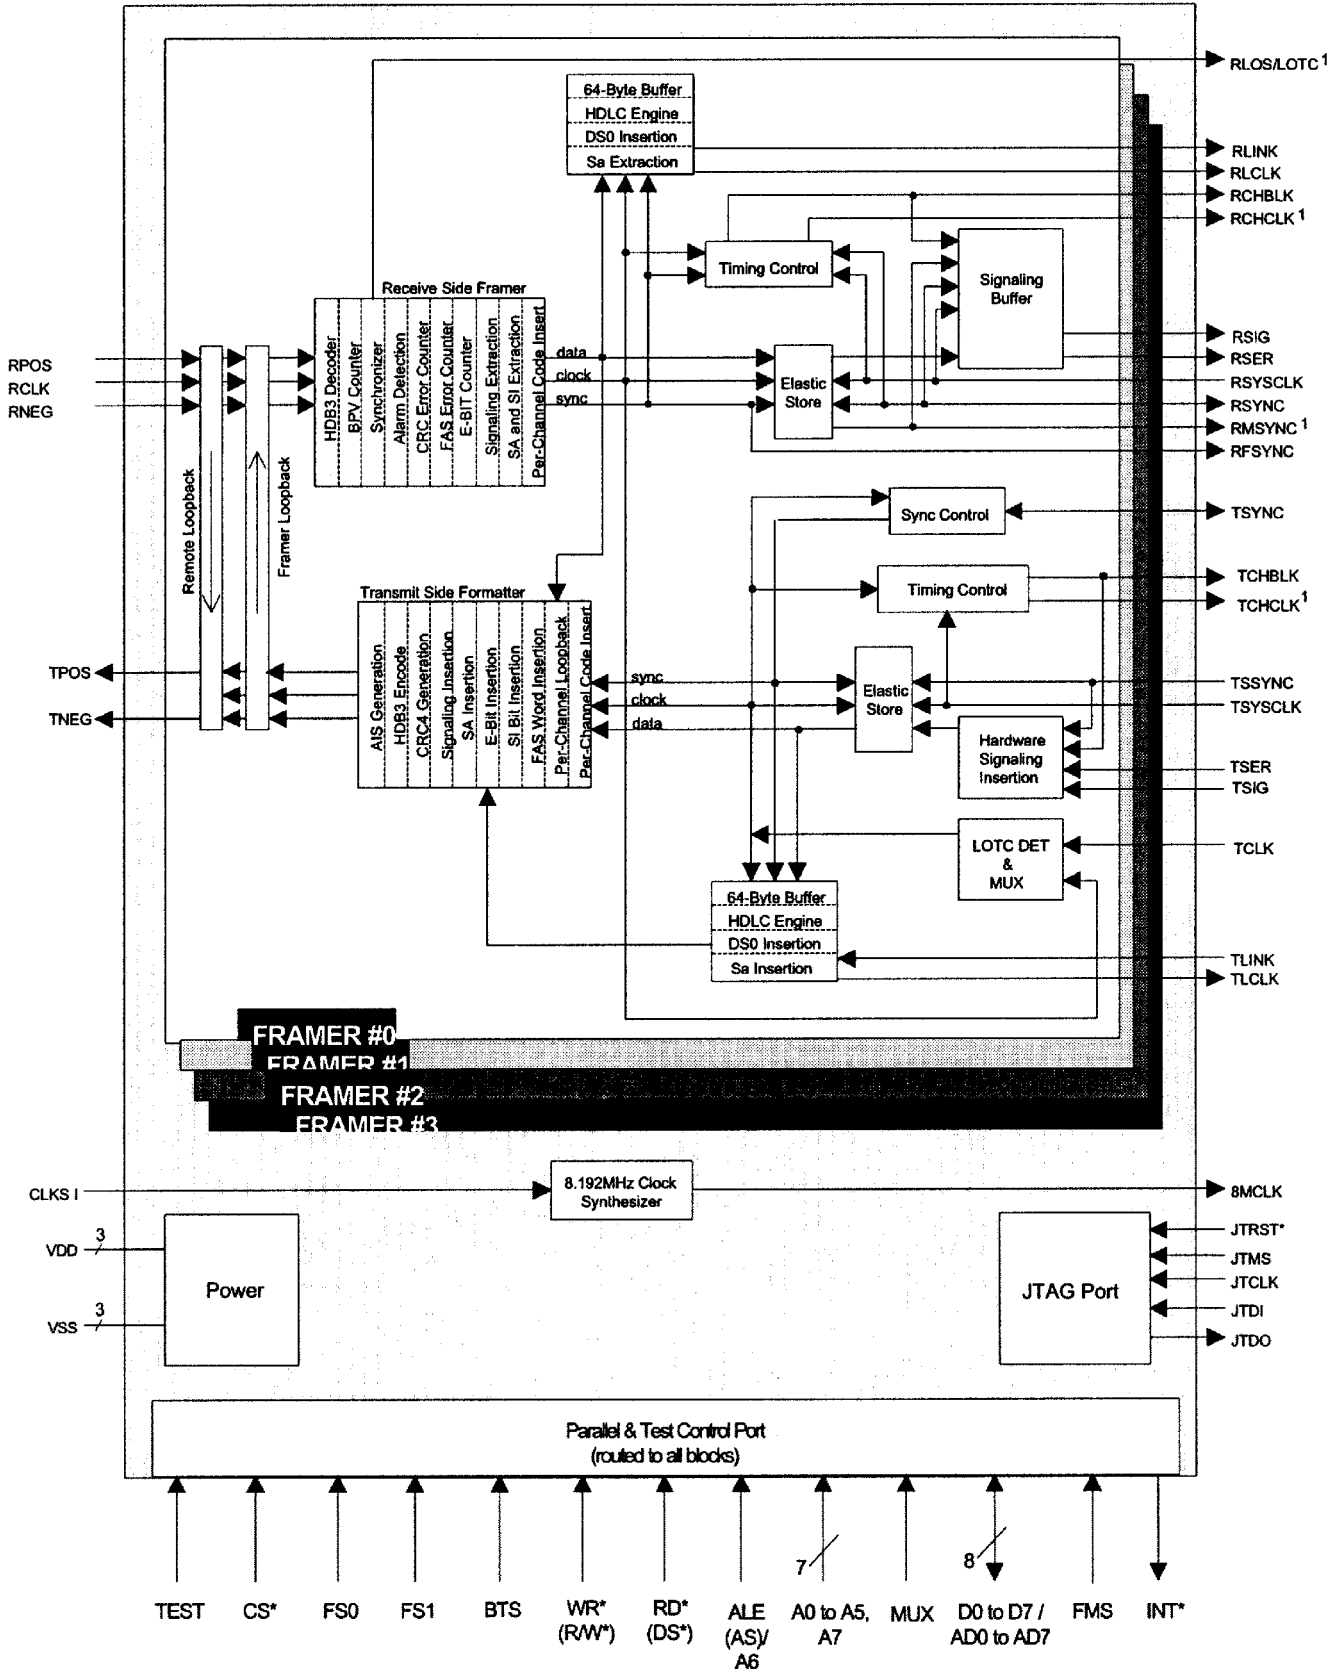 RLOS/LOTC 1
64-Byte Buffer
HDLC Engine
DS0 Insertion
Sa Extraction
RLINK
RLCLK
RCHBLK
RCHCLK 1
Timing Control
Signaling
Buffer
Receive Side Framer
HDB3 Decoder
BPV Counter
Synchronizer
Alarm Detection
CRC Error Counter
FAS Error Counter
E-BIT Counter
Signaling Extraction
SA and SI Extraction
Per-Channel Code Insert
RPOS
RCLK
RNEG
data
clock
sync
Elastic
Store
RSIG
RSER
RSYSCLK
RSYNC
RMSYNC 1
RFSYNC
Remote Loopback
Framer Loopback
Sync Control
TSYNC
Timing Control
TCHBLK
TCHCLK 1
Transmit Side Formatter
AIS Generation
HDB3 Encode
CRC4 Generation
Signaling Insertion
SA Insertion
E-Bit Insertion
SI Bit Insertion
FAS Word Insertion
Per-Channel Loopback
Per-Channel Code Insert
TPOS
TNEG
sync
clock
data
Elastic
Store
TSSYNC
TSYSCLK
Hardware
Signaling
Insertion
TSER
TSIG
LOTC DET
&
MUX
TCLK
64-Byte Buffer
HDLC Engine
DS0 Insertion
Sa Insertion
TLINK
TLCLK
FRAMER #0
FRAMER #1
FRAMER #2
FRAMER #3
CLKS I
8.192MHz Clock
Synthesizer
8MCLK
VDD
3
VSS
3
Power
JTAG Port
JTRST*
JTMS
JTCLK
JTDI
JTDO
Parallel & Test Control Port
(routed to all blocks)
7
8
TEST
CS*
FS0
FS1
BTS
WR*
(R/W*)
RD*
(DS*)
ALE
(AS)/
A6
A0 to A5,
A7
MUX
D0 to D7 /
AD0 to AD7
FMS
INT*